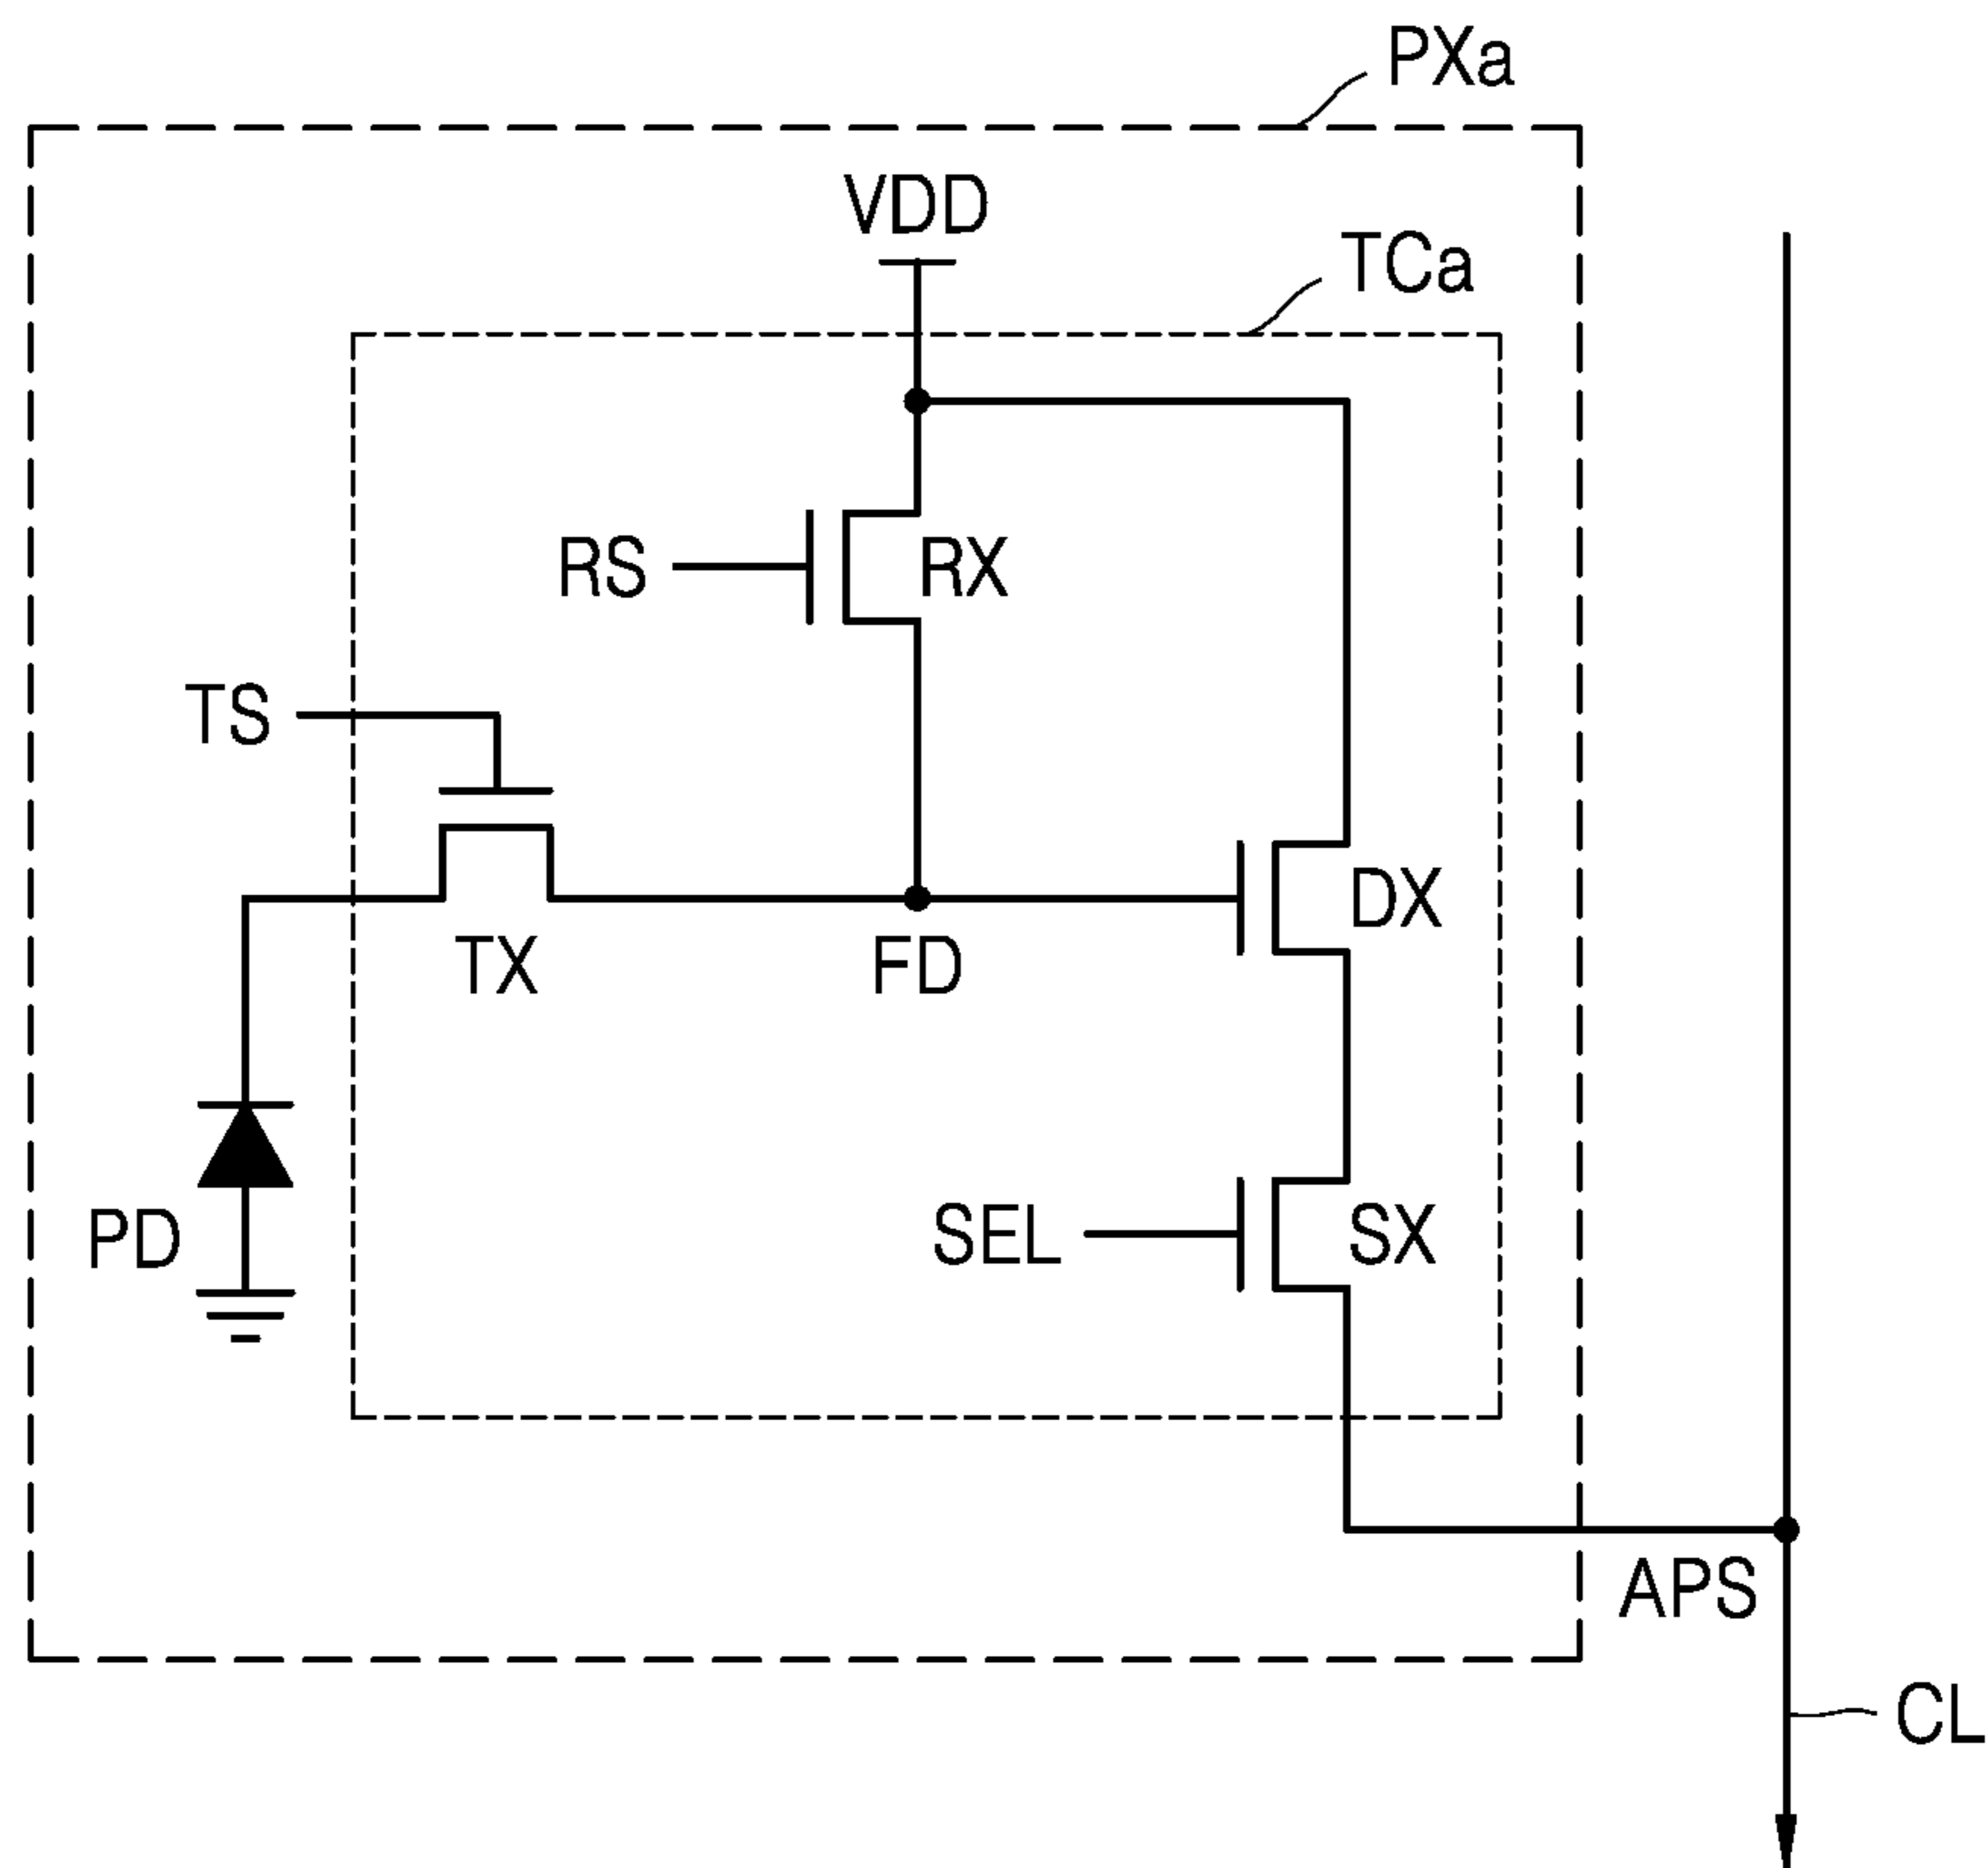 PXa
VDD
TCa
RS
RX
TS
DX
TX
FD
PD
SEL
SX
APS
CL